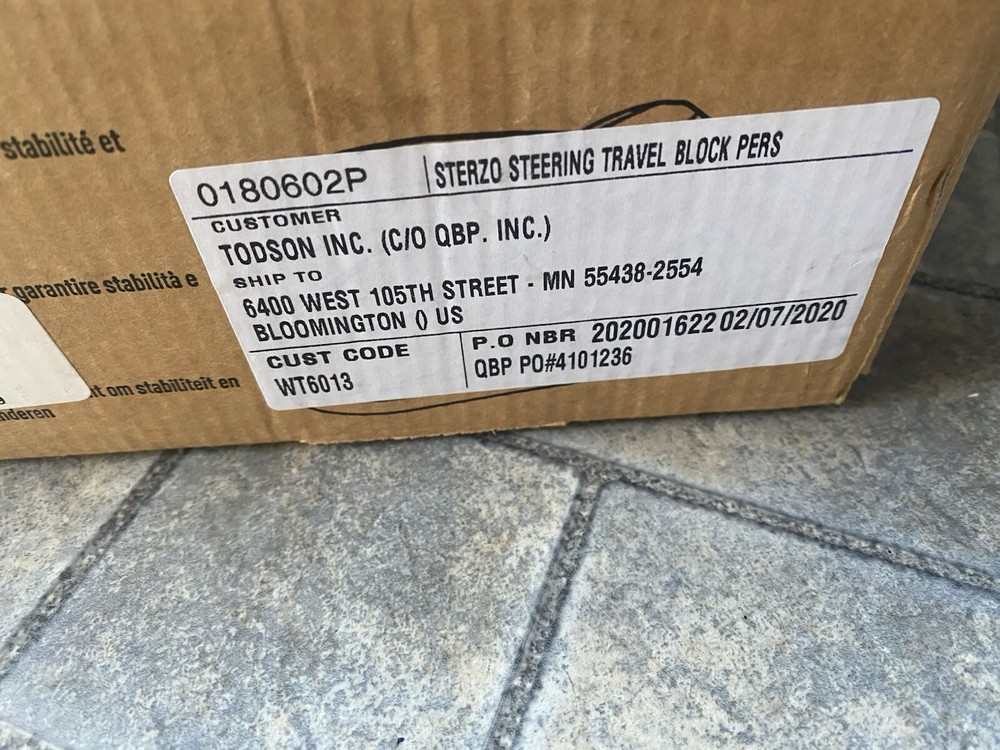 stabilité et
garantire stabilità e
t om stabiliteit en
nderen
0180602P STERZO STEERING TRAVEL BLOCK PERS
CUSTOMER
TODSON INC. (C/O QBP. INC.)
SHIP TO
6400 WEST 105TH STREET - MN 55438-2554
BLOOMINGTON () US
CUST CODE P.O NBR 202001622 02/07/2020
WT6013 QBP PO#4101236